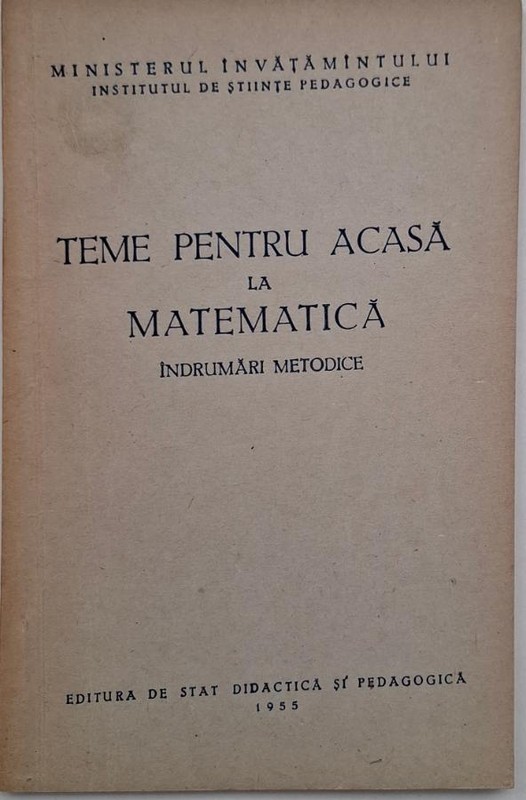 MINISTERUL ÎNVĂȚĂMÎNTULUI
INSTITUTUL DE ȘTIINȚE PEDAGOGICE
TEME PENTRU ACASĂ
LA
MATEMATICĂ
ÎNDRUMĂRI METODICE
EDITURA DE STAT DIDACTICĂ ȘI PEDAGOGICĂ
1955